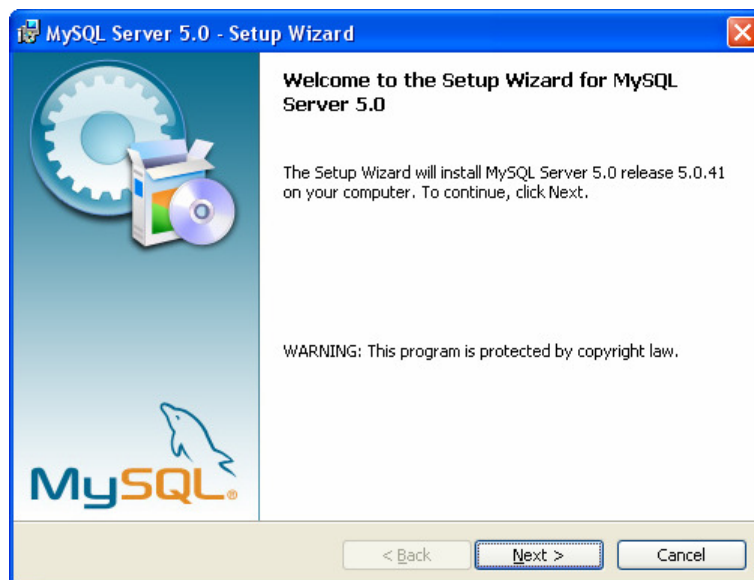 MySQL Server 5.0 - Setup Wizard
Welcome to the Setup Wizard for MySQL
Server 5.0
The Setup Wizard will install MySQL Server 5.0 release 5.0.41
on your computer. To continue, click Next.
WARNING: This program is protected by copyright law.
MySQL®
< Back
Next >
Cancel